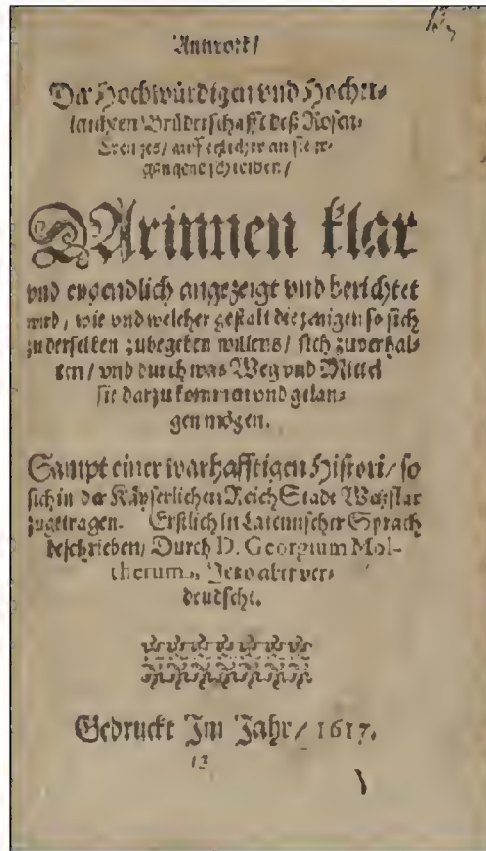 Antwort/
Der Hochwürdigen vnd Hocher-
leuchten Brüderschafft deß Rosen-
Creutzes/ auff etlicher an sie er-
gangene schreiben/
DArinnen klar
vnd eygendlich angezeigt vnd berichtet
wird/ wie vnd welcher gestalt diejenigen so sich
zu derselben zubegeben willens/ sich zuverhal-
ten/ vnd durch was Weg vnd Mittel
sie darzu kommen vnd gelan-
gen mögen.
Sampt einer warhafftigen Histori/ so
sich in der Käyserlichen Reich Stadt Wetzlar
zugetragen. Erstlich in Lateinischer Sprach
beschrieben/ Durch D. Georgium Mol-
therum, Jetzo aber ver-
deudscht.
Gedruckt Im Jahr/ 1617.